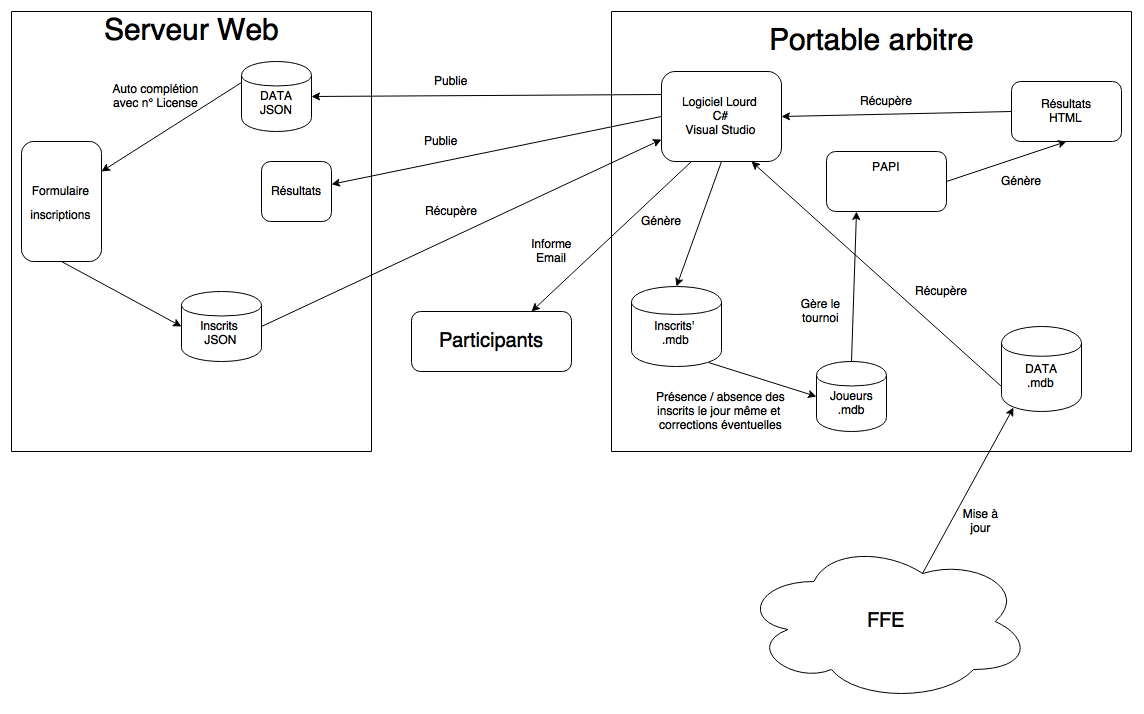 Serveur Web
Portable arbitre
Auto complétion
avec n° License
DATA
JSON
Publie
Logiciel Lourd
C#
Visual Studio
Récupère
Résultats
HTML
Publie
PAPI
Génère
Formulaire
inscriptions
Résultats
Récupère
Génère
Informe
Email
Récupère
Gère le
tournoi
Inscrits
JSON
Participants
Inscrits'
.mdb
DATA
.mdb
Présence / absence des
inscrits le jour même et
corrections éventuelles
Joueurs
.mdb
Mise à
jour
FFE